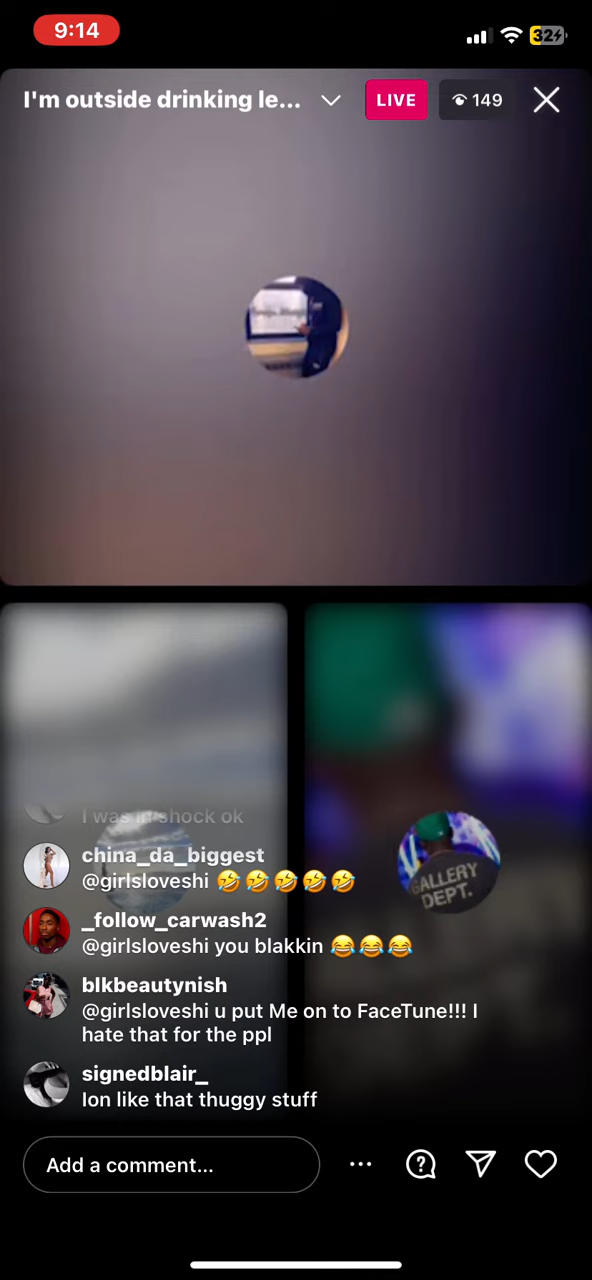 9:14
32
I'm outside drinking le...
LIVE
149
I was in shock ok
china_da_biggest
@girlsloveshi 🤣🤣🤣🤣🤣
_follow_carwash2
@girlsloveshi you blakkin 😂😂😂
blkbeautynish
@girlsloveshi u put Me on to FaceTune!!! I
hate that for the ppl
signedblair_
Ion like that thuggy stuff
GALLERY
DEPT.
Add a comment...